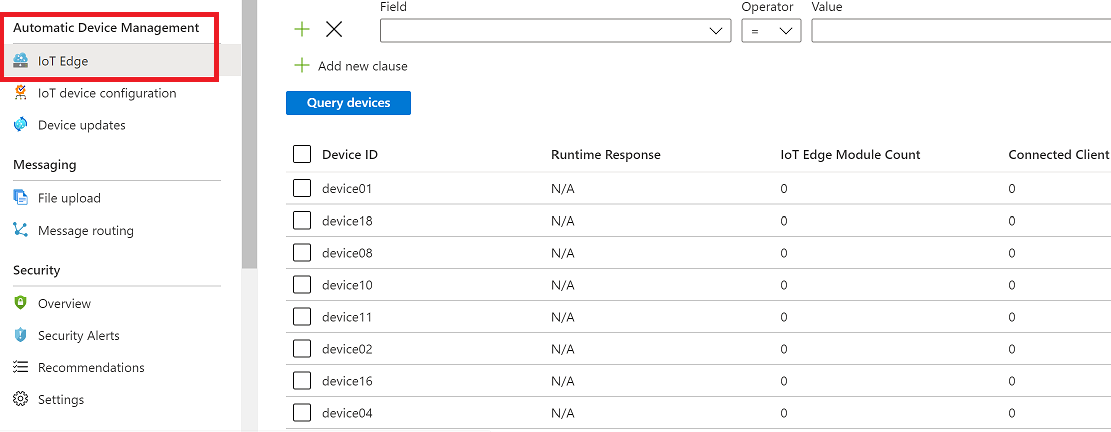 Automatic Device Management
IoT Edge
IoT device configuration
Device updates
Messaging
File upload
Message routing
Security
Overview
Security Alerts
Recommendations
Settings
Field Operator Value
=
Add new clause
Query devices
Device ID Runtime Response IoT Edge Module Count Connected Client
device01 N/A 0 0
device18 N/A 0 0
device08 N/A 0 0
device10 N/A 0 0
device11 N/A 0 0
device02 N/A 0 0
device16 N/A 0 0
device04 N/A 0 0